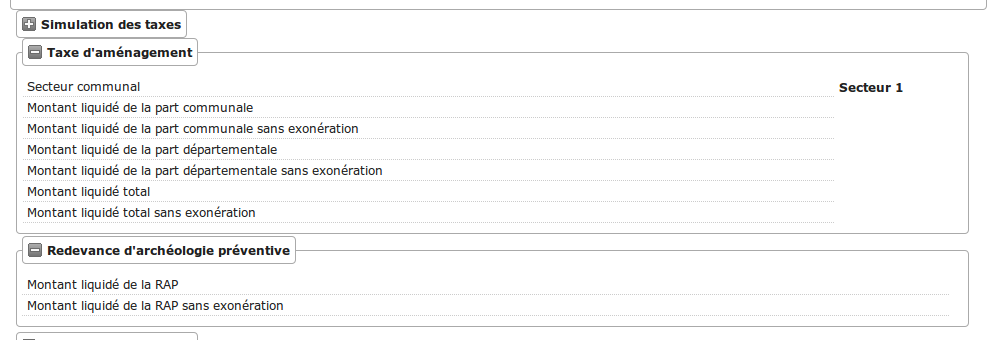 Simulation des taxes
Taxe d'aménagement
Secteur communal Secteur 1
Montant liquidé de la part communale
Montant liquidé de la part communale sans exonération
Montant liquidé de la part départementale
Montant liquidé de la part départementale sans exonération
Montant liquidé total
Montant liquidé total sans exonération
Redevance d'archéologie préventive
Montant liquidé de la RAP
Montant liquidé de la RAP sans exonération